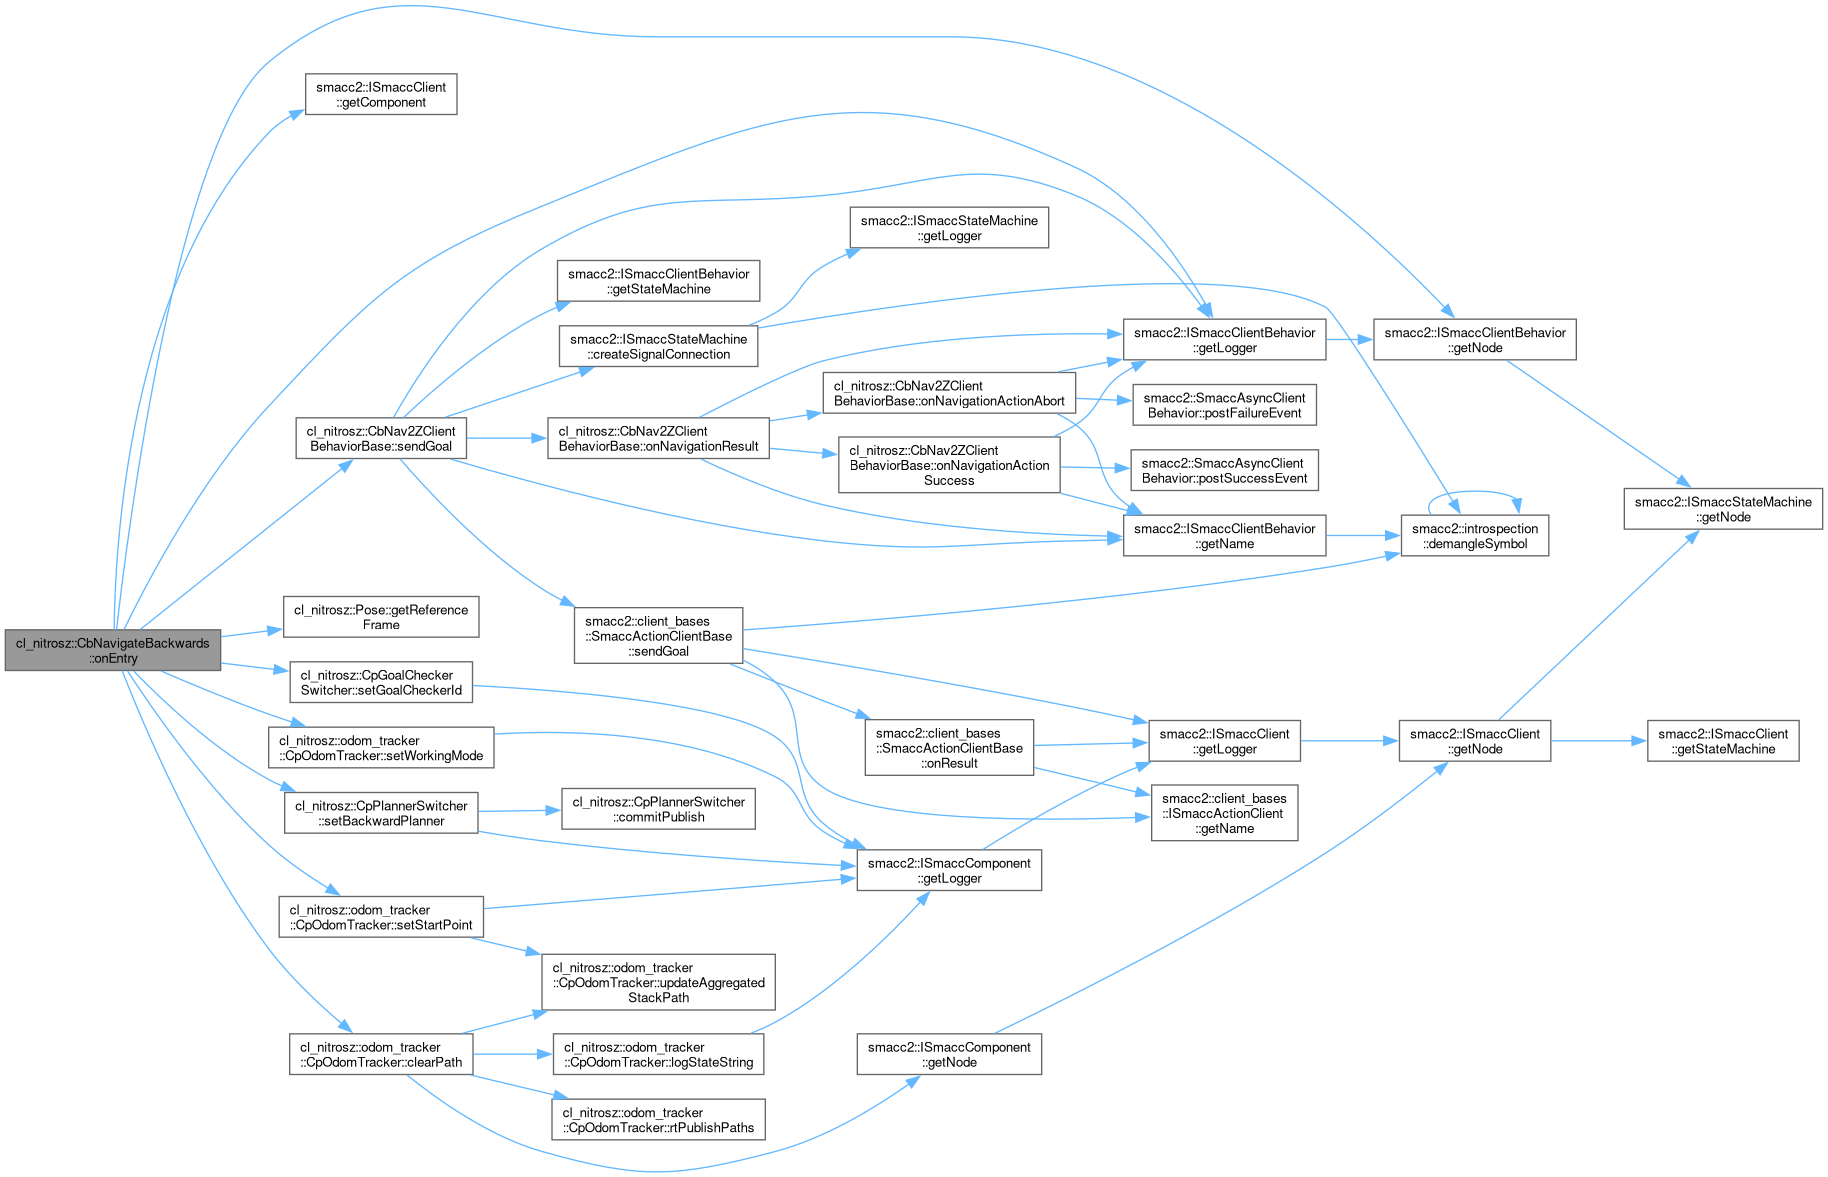 cl_nitrosz::CbNavigateBackwards
::onEntry
smacc2::ISmaccClient
::getComponent
cl_nitrosz::CbNav2ZClient
BehaviorBase::sendGoal
cl_nitrosz::Pose::getReference
Frame
cl_nitrosz::CpGoalChecker
Switcher::setGoalCheckerId
cl_nitrosz::odom_tracker
::CpOdomTracker::setWorkingMode
cl_nitrosz::CpPlannerSwitcher
::setBackwardPlanner
cl_nitrosz::odom_tracker
::CpOdomTracker::setStartPoint
cl_nitrosz::odom_tracker
::CpOdomTracker::clearPath
smacc2::ISmaccClientBehavior
::getStateMachine
smacc2::ISmaccStateMachine
::createSignalConnection
cl_nitrosz::CbNav2ZClient
BehaviorBase::onNavigationResult
smacc2::client_bases
::SmaccActionClientBase
::sendGoal
cl_nitrosz::CpPlannerSwitcher
::commitPublish
cl_nitrosz::odom_tracker
::CpOdomTracker::updateAggregated
StackPath
cl_nitrosz::odom_tracker
::CpOdomTracker::logStateString
cl_nitrosz::odom_tracker
::CpOdomTracker::rtPublishPaths
smacc2::ISmaccStateMachine
::getLogger
cl_nitrosz::CbNav2ZClient
BehaviorBase::onNavigationActionAbort
cl_nitrosz::CbNav2ZClient
BehaviorBase::onNavigationAction
Success
smacc2::client_bases
::SmaccActionClientBase
::onResult
smacc2::ISmaccComponent
::getLogger
smacc2::ISmaccComponent
::getNode
smacc2::ISmaccClientBehavior
::getLogger
smacc2::SmaccAsyncClient
Behavior::postFailureEvent
smacc2::SmaccAsyncClient
Behavior::postSuccessEvent
smacc2::ISmaccClientBehavior
::getName
smacc2::ISmaccClient
::getLogger
smacc2::client_bases
::ISmaccActionClient
::getName
smacc2::ISmaccClientBehavior
::getNode
smacc2::introspection
::demangleSymbol
smacc2::ISmaccClient
::getNode
smacc2::ISmaccStateMachine
::getNode
smacc2::ISmaccClient
::getStateMachine